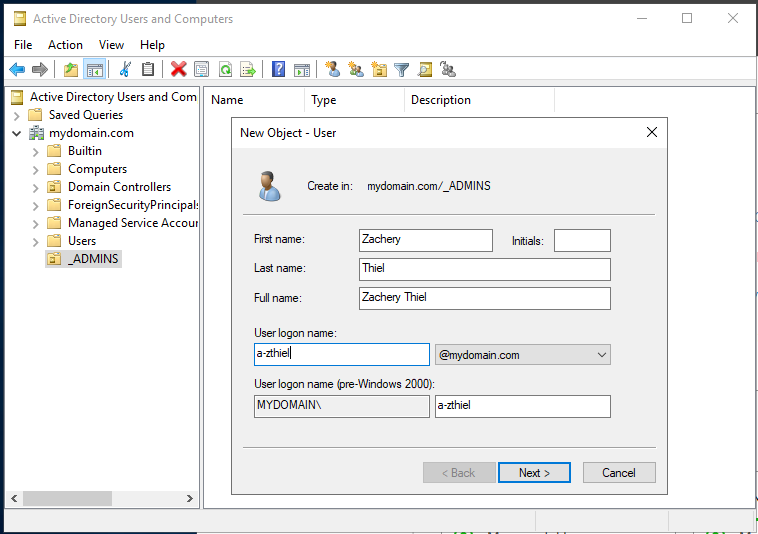 Active Directory Users and Computers
File Action View Help
Active Directory Users and Com
Saved Queries
mydomain.com
Builtin
Computers
Domain Controllers
ForeignSecurityPrincipals
Managed Service Accou
Users
_ADMINS
Name Type Description
New Object - User
Create in: mydomain.com/_ADMINS
First name: Zachery Initials:
Last name: Thiel
Full name: Zachery Thiel
User logon name:
a-zthiel @mydomain.com
User logon name (pre-Windows 2000):
MYDOMAIN\ a-zthiel
< Back Next > Cancel